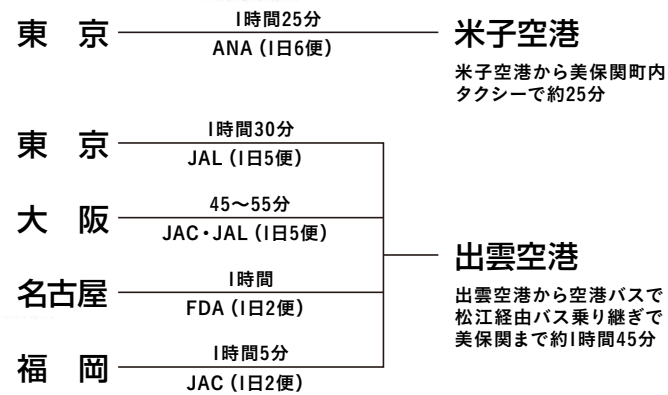 東　京
1時間25分
ANA（1日6便）
米子空港
米子空港から美保関町内
タクシーで約25分
東　京
1時間30分
JAL（1日5便）
大　阪
45〜55分
JAC・JAL（1日5便）
名古屋
1時間
FDA（1日2便）
福　岡
1時間5分
JAC（1日2便）
出雲空港
出雲空港から空港バスで
松江経由バス乗り継ぎで
美保関まで約1時間45分